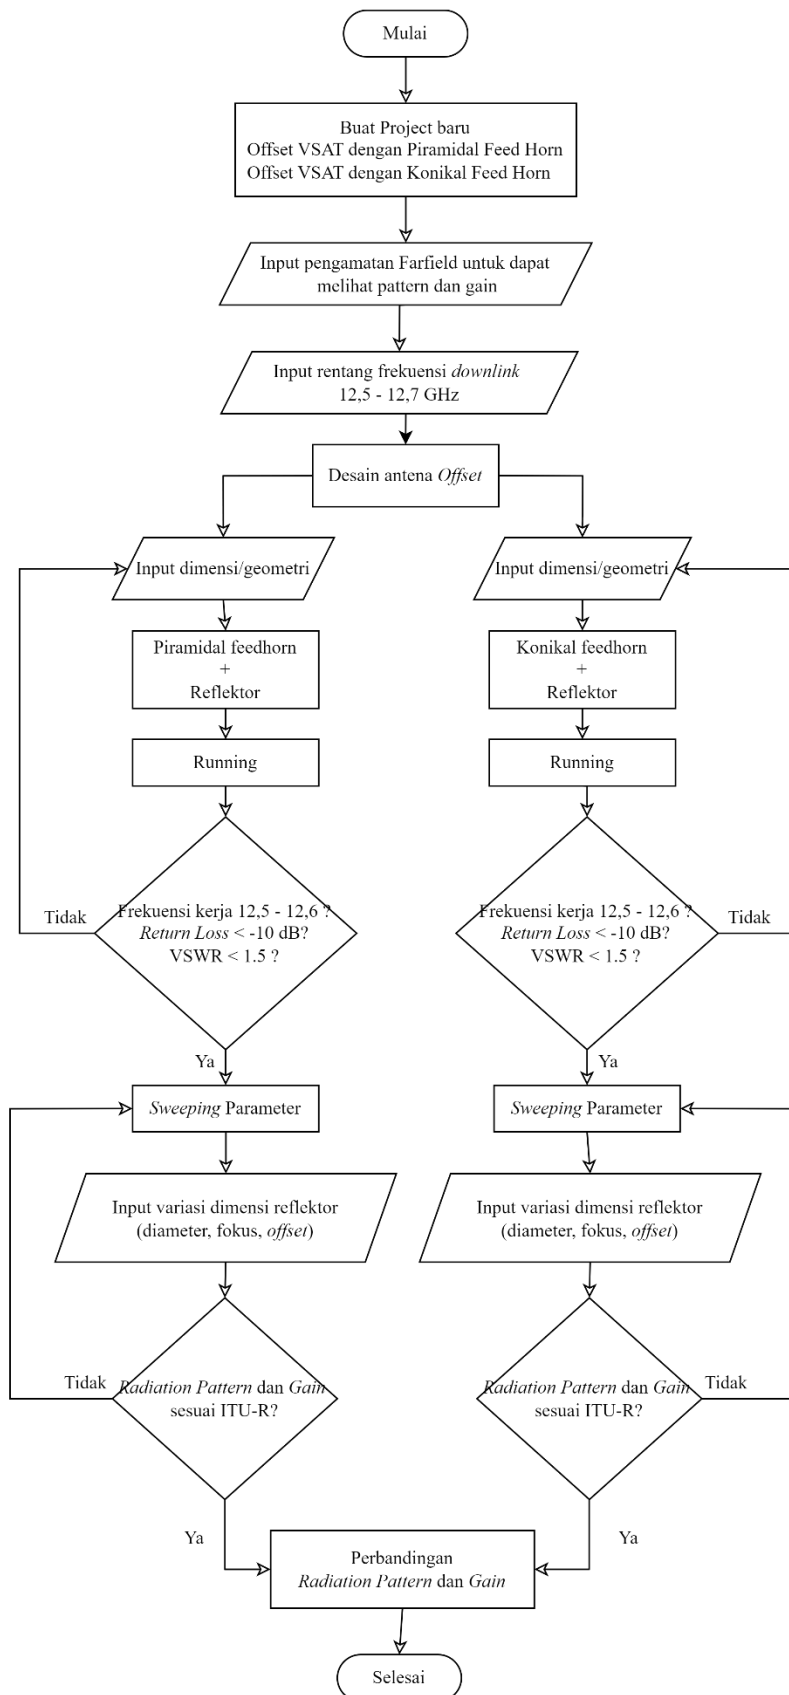 Mulai
Buat Project baru
Offset VSAT dengan Piramidal Feed Horn
Offset VSAT dengan Konikal Feed Horn
Input pengamatan Farfield untuk dapat
melihat pattern dan gain
Input rentang frekuensi downlink
12,5 - 12,7 GHz
Desain antena Offset
Input dimensi/geometri
Piramidal feedhorn
+
Reflektor
Running
Frekuensi kerja 12,5 - 12,6 ?
Return Loss < -10 dB?
VSWR < 1.5 ?
Tidak
Ya
Sweeping Parameter
Input variasi dimensi reflektor
(diameter, fokus, offset)
Radiation Pattern dan Gain
sesuai ITU-R?
Tidak
Ya
Input dimensi/geometri
Konikal feedhorn
+
Reflektor
Running
Frekuensi kerja 12,5 - 12,6 ?
Return Loss < -10 dB?
VSWR < 1.5 ?
Tidak
Ya
Sweeping Parameter
Input variasi dimensi reflektor
(diameter, fokus, offset)
Radiation Pattern dan Gain
sesuai ITU-R?
Tidak
Ya
Perbandingan
Radiation Pattern dan Gain
Selesai